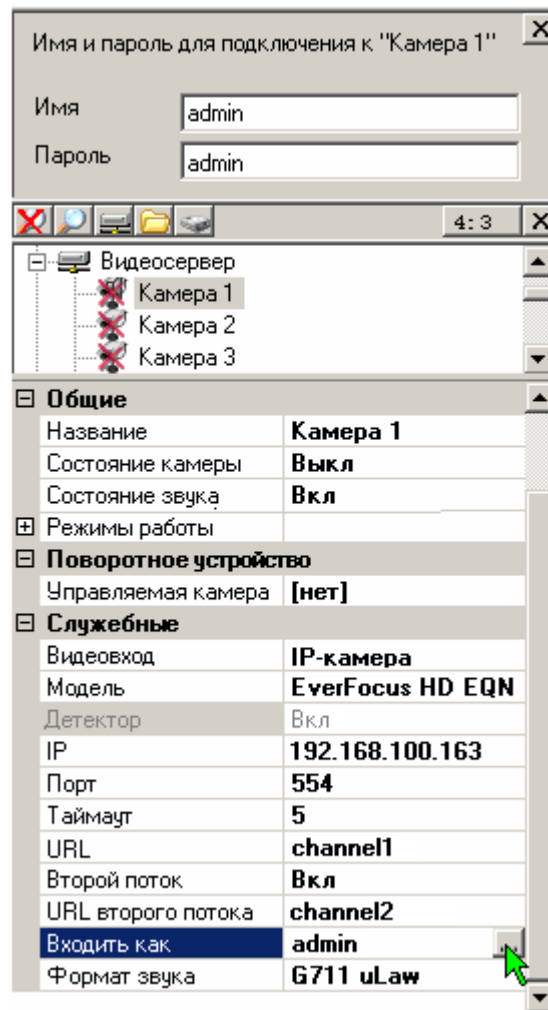 Имя и пароль для подключения к "Камера 1"
Имя admin
Пароль admin
4:3
Видеосервер
Камера 1
Камера 2
Камера 3
Общие
Название Камера 1
Состояние камеры Выкл
Состояние звука Вкл
Режимы работы
Поворотное устройство
Управляемая камера [нет]
Служебные
Видеовход IP-камера
Модель EverFocus HD EQN
Детектор Вкл
IP 192.168.100.163
Порт 554
Таймаут 5
URL channel1
Второй поток Вкл
URL второго потока channel2
Входить как admin ...
Формат звука G711 uLaw